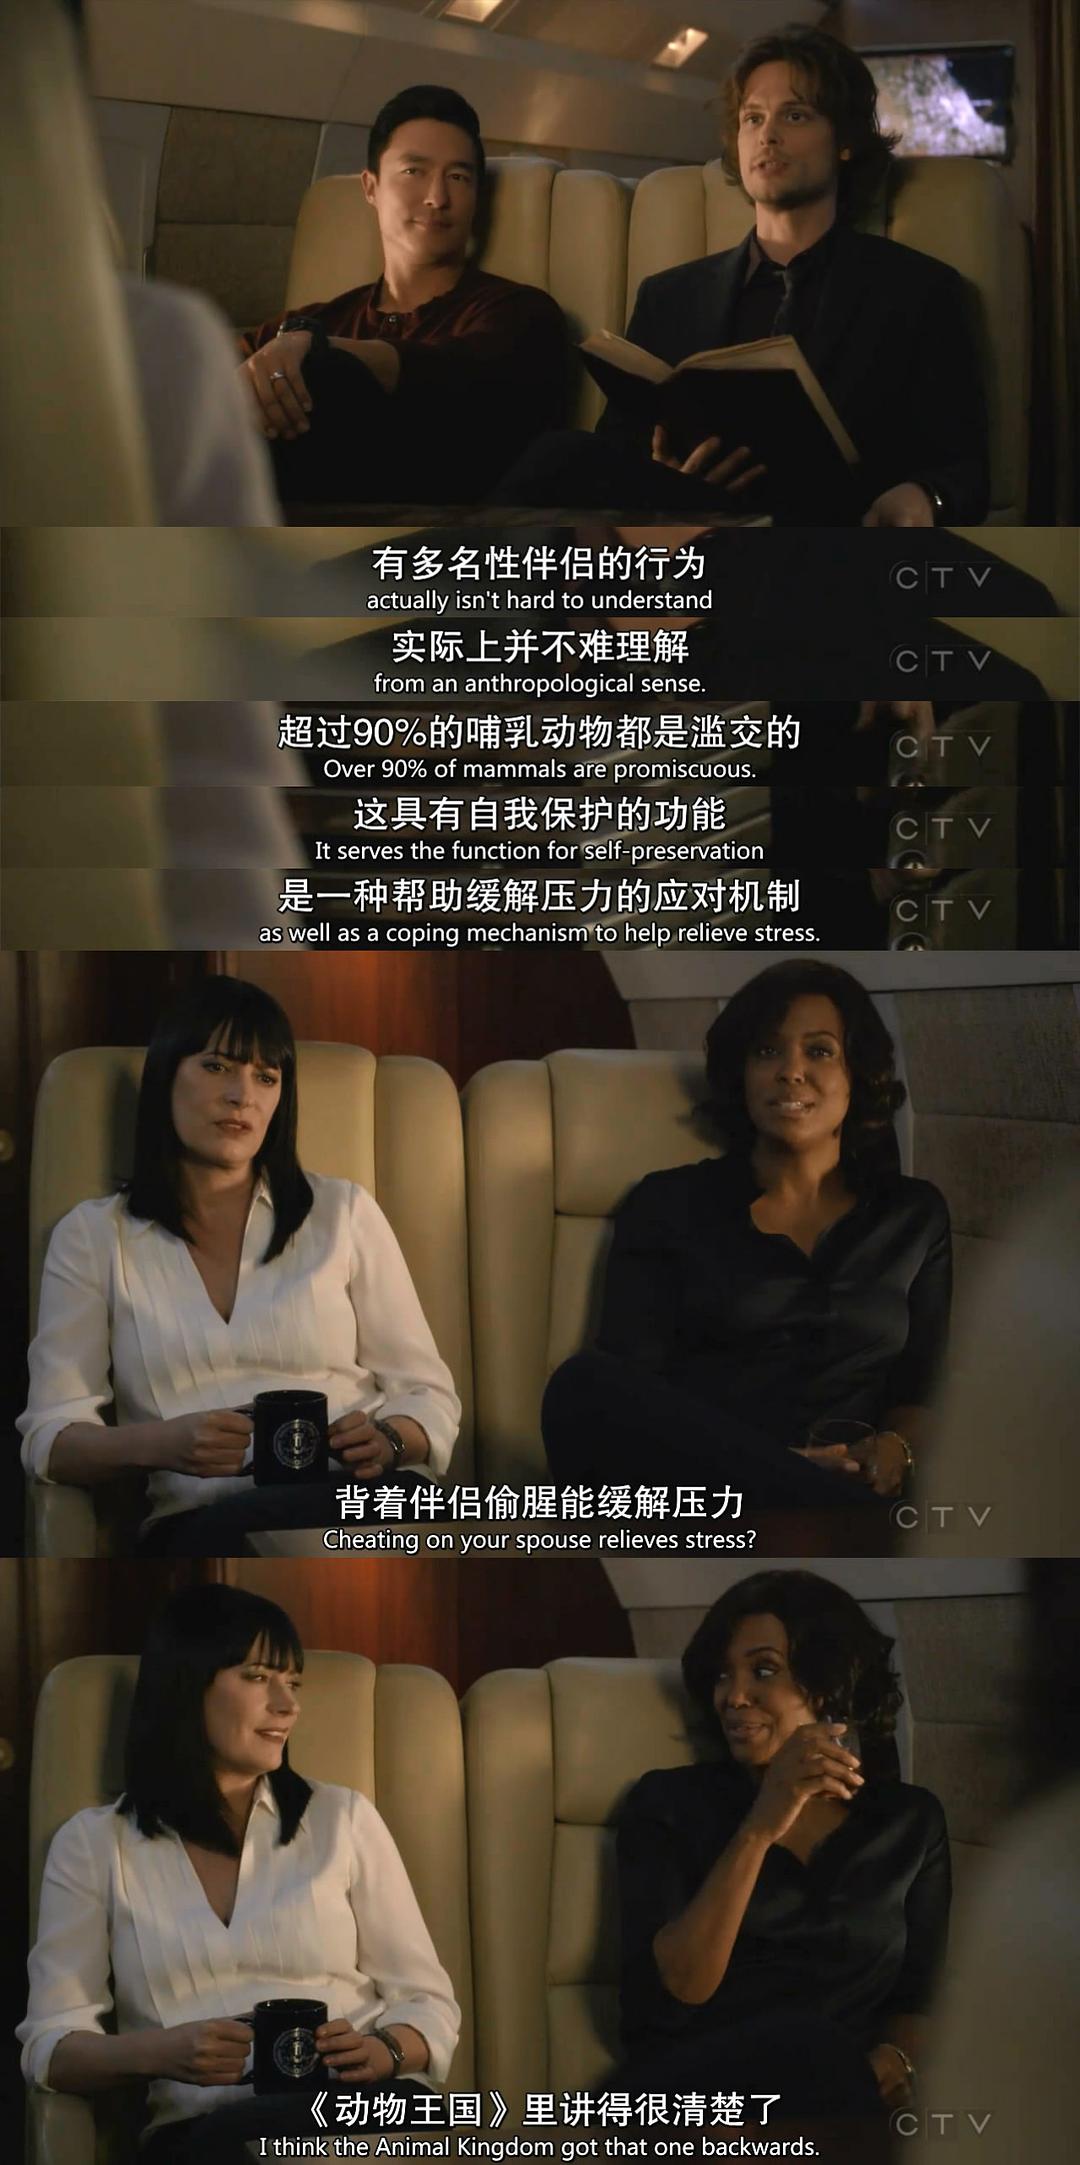 有多名性伴侣的行为
actually isn't hard to understand
CTV
实际上并不难理解
from an anthropological sense.
CTV
超过90%的哺乳动物都是滥交的
Over 90% of mammals are promiscuous.
CTV
这具有自我保护的功能
It serves the function for self-preservation
CTV
是一种帮助缓解压力的应对机制
as well as a coping mechanism to help relieve stress.
CTV
背着伴侣偷腥能缓解压力
Cheating on your spouse relieves stress?
CTV
《动物王国》里讲得很清楚了
I think the Animal Kingdom got that one backwards.
CTV